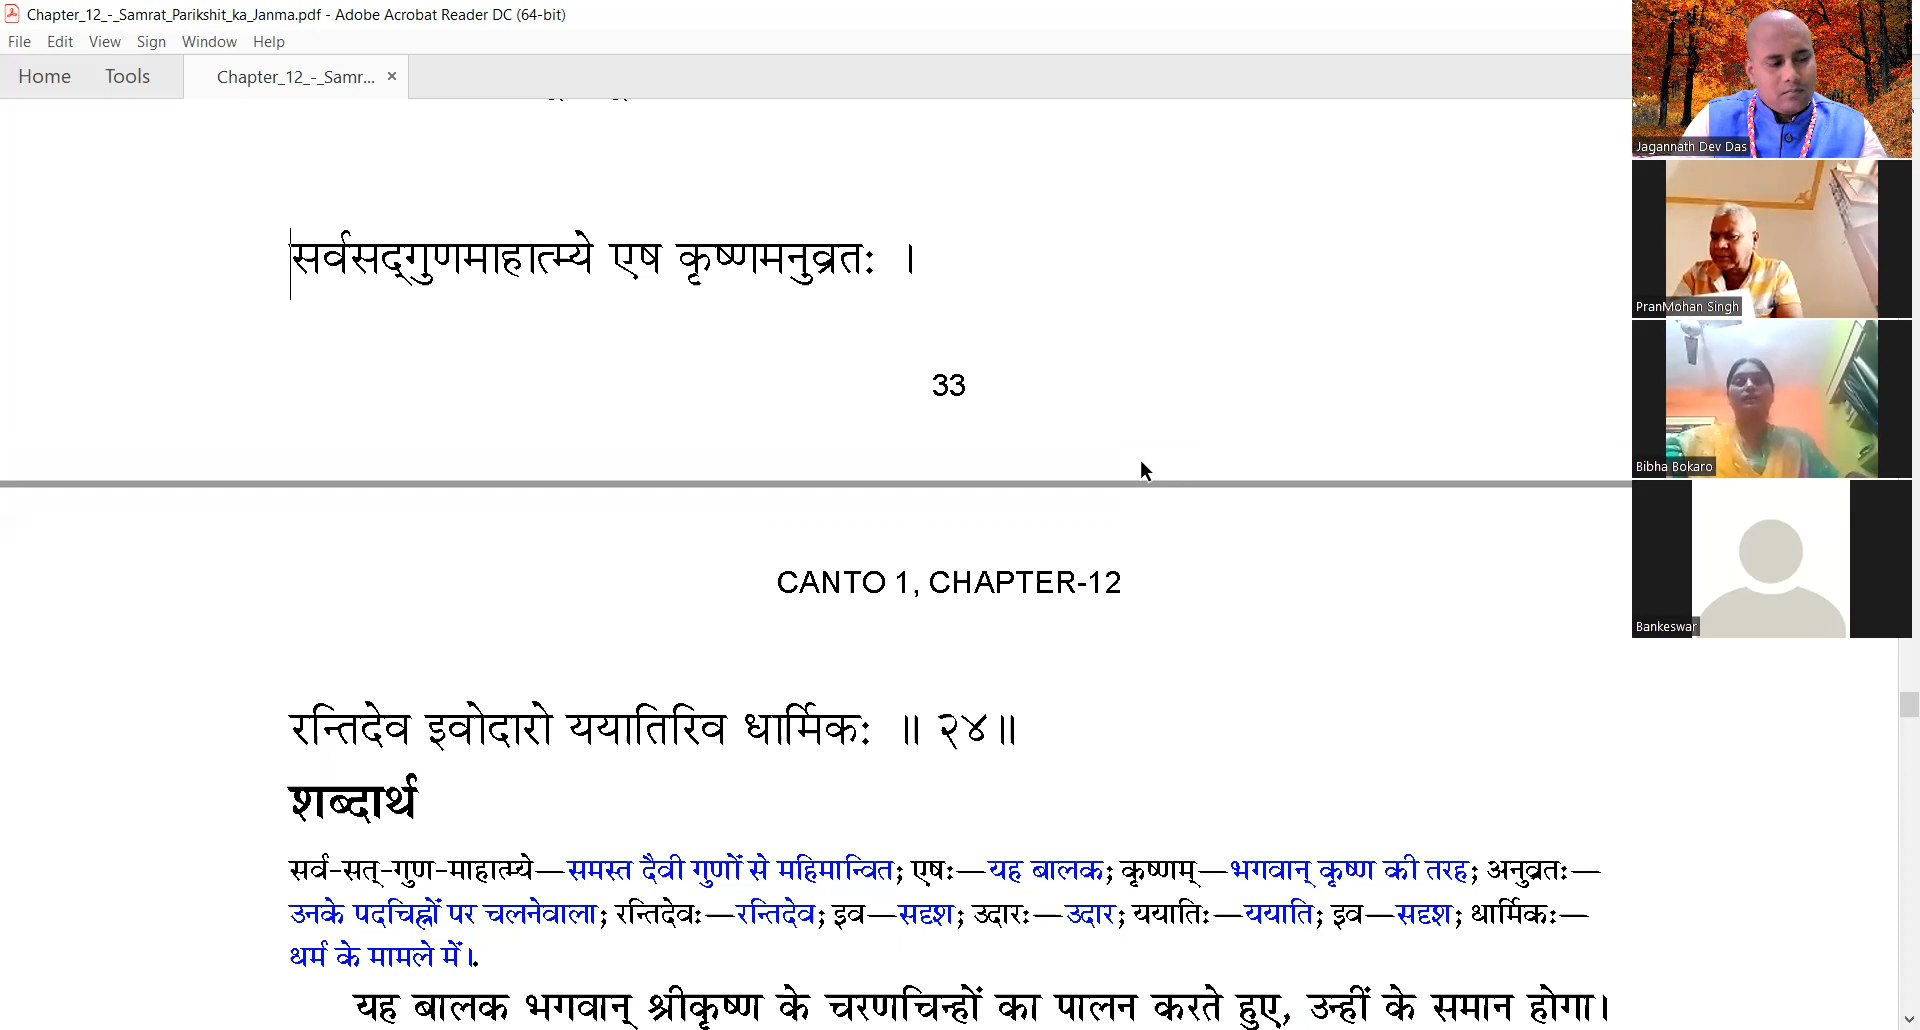 Chapter_12_-_Samrat_Parikshit_ka_Janma.pdf - Adobe Acrobat Reader DC (64-bit)
File Edit View Sign Window Help
Home Tools Chapter_12_-_Samr... ×
सर्वसद्‌गुणमाहात्म्ये एष कृष्णमनुव्रतः ।
33
CANTO 1, CHAPTER-12
रन्तिदेव इवोदारो ययातिरिव धार्मिकः ॥ २४॥
शब्दार्थ
सर्व-सत्-गुण-माहात्म्ये—समस्त दैवी गुणों से महिमान्वित; एषः—यह बालक; कृष्णम्—भगवान् कृष्ण की तरह; अनुव्रतः—
उनके पदचिह्नों पर चलनेवाला; रन्तिदेवः—रन्तिदेव; इव—सदृश; उदारः—उदार; ययातिः—ययाति; इव—सदृश; धार्मिकः—
धर्म के मामले में।.
यह बालक भगवान् श्रीकृष्ण के चरणचिन्हों का पालन करते हुए, उन्हीं के समान होगा।
Jagannath Dev Das
PranMohan Singh
Bibha Bokaro
Bankeswar